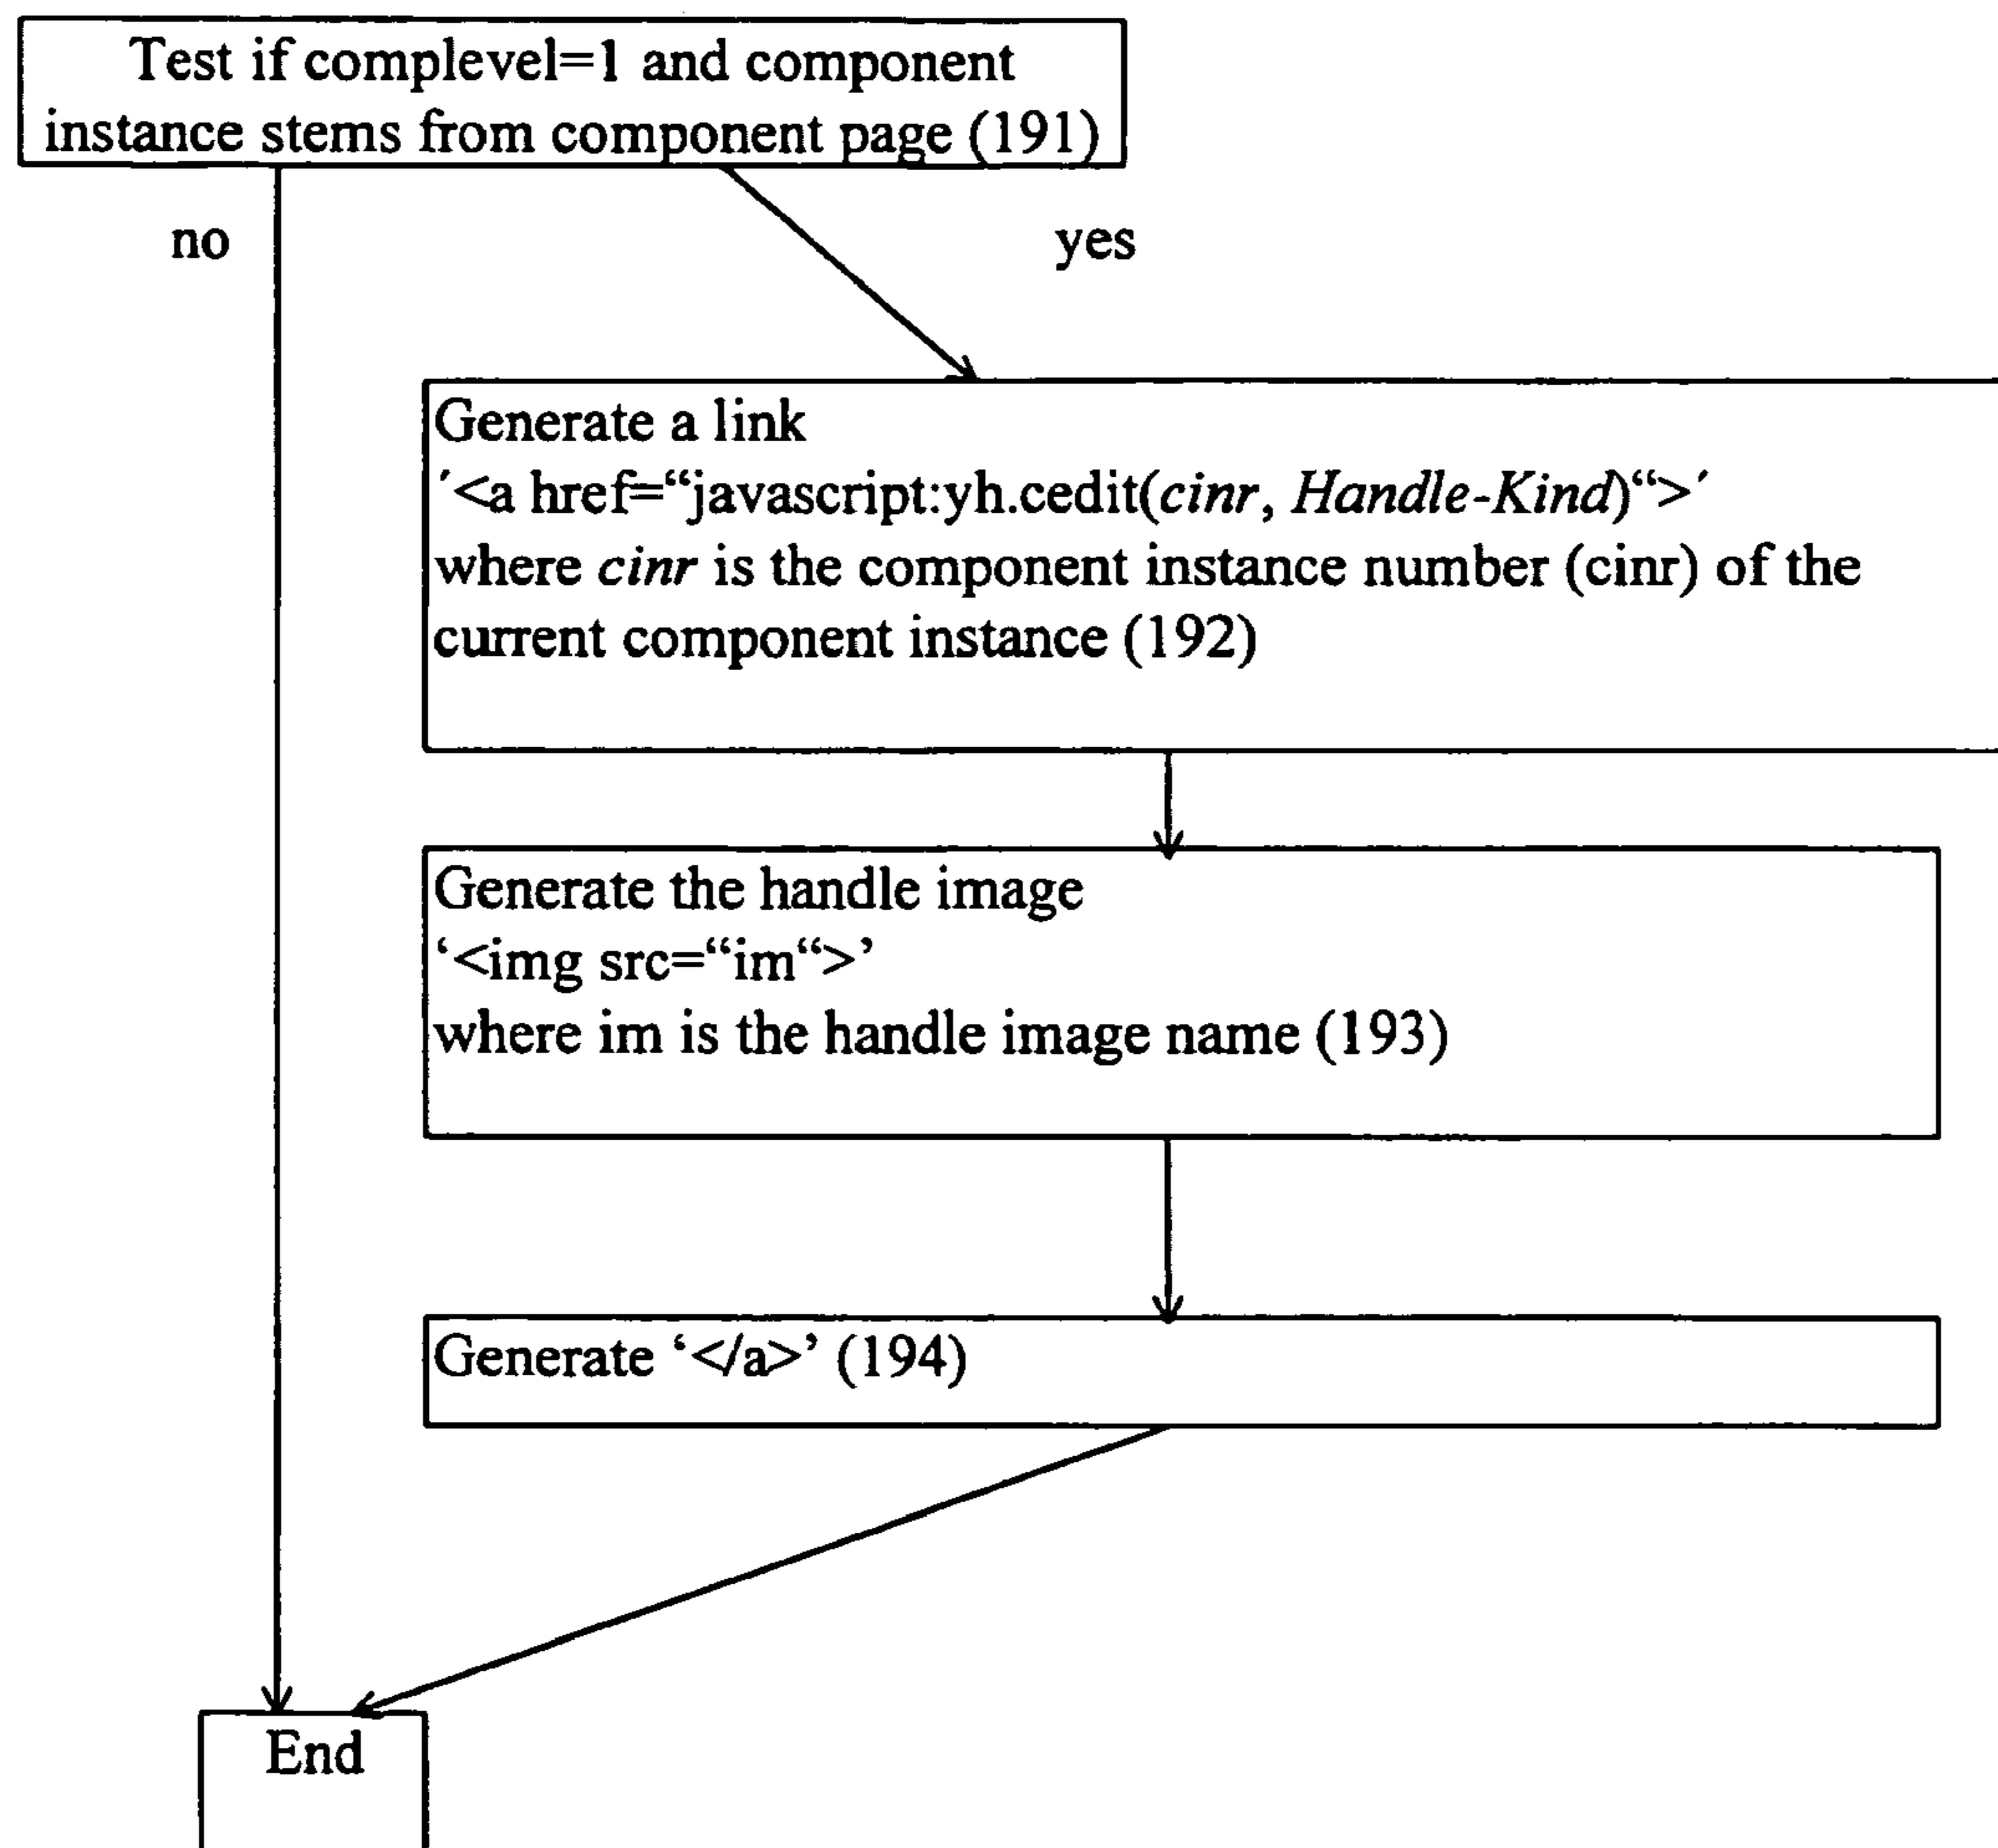 Test if complevel=1 and component
instance stems from component page (191)
no
yes
Generate a link
´<a href=“javascript:yh.cedit(cinr, Handle-Kind)“>´
where cinr is the component instance number (cinr) of the
current component instance (192)
Generate the handle image
‘<img src=“im“>’
where im is the handle image name (193)
Generate ‘</a>’ (194)
End